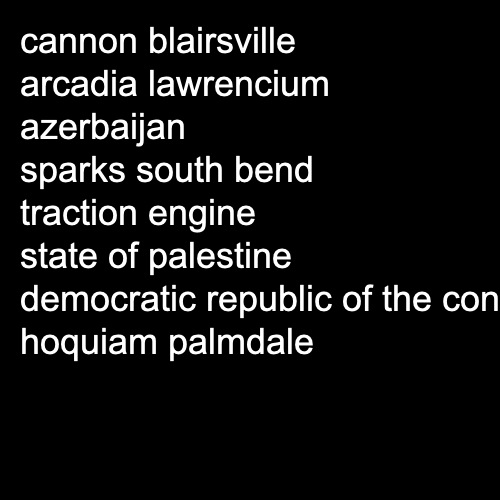 cannon blairsville
arcadia lawrencium
azerbaijan
sparks south bend
traction engine
state of palestine
democratic republic of the con
hoquiam palmdale